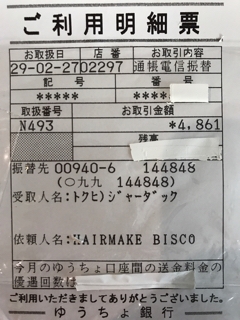 ご利用明細票
お取扱日 店番 お取引内容
29-02-27 02297 通帳電信振替
記号 番号
***** *****
取扱番号 お取引金額
N493 *4,861
残高
振替先 00940-6 144848
(〇九九 144848)
受取人名:トクヒ)ジャーダック
依頼人名:HAIRMAKE BISCO
今月のゆうちょ口座間の送金料金の
優遇回数
ご利用いただきましてありがとうございました。
ゆうちょ銀行